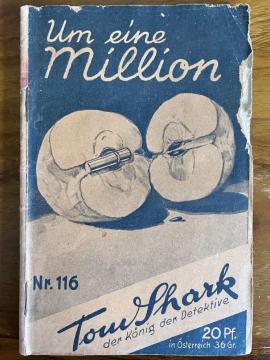 Um eine
Million
Nr. 116
Tom Shark
der König der Detektive
20 Pf.
in Österreich 36 Gr.